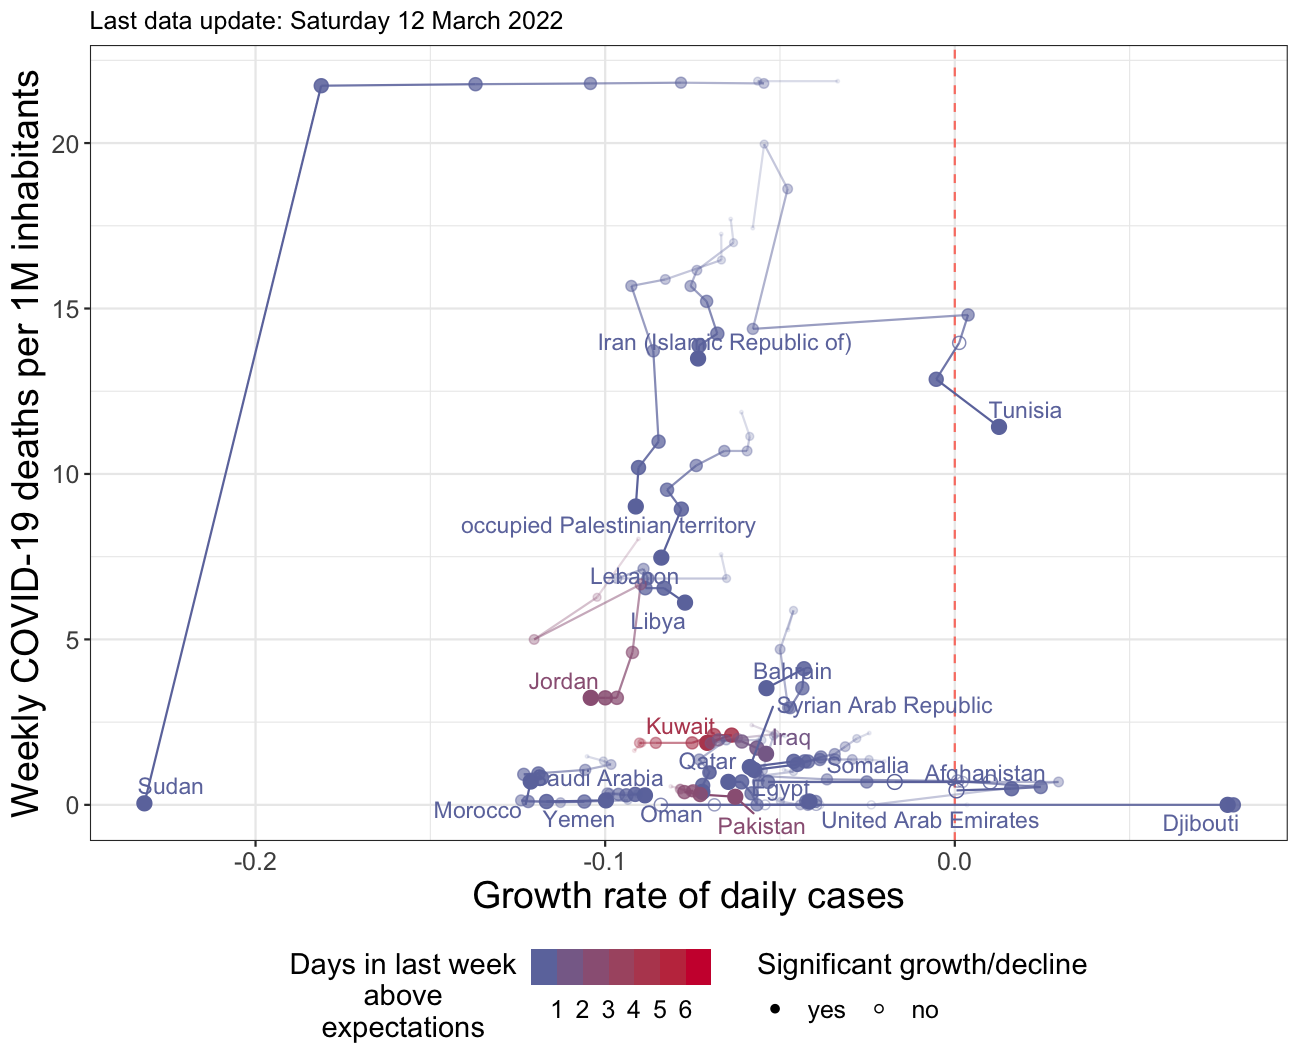 Last data update: Saturday 12 March 2022
Weekly COVID-19 deaths per 1M inhabitants
20
15
10
5
0
Iran (Islamic Republic of)
Tunisia
occupied Palestinian territory
Lebanon
Libya
Jordan
Bahrain
Syrian Arab Republic
Kuwait
Iraq
Qatar
Somalia
Afghanistan
Sudan
Saudi Arabia
Egypt
Morocco
Yemen
Oman
Pakistan
United Arab Emirates
Djibouti
-0.2
-0.1
0.0
Growth rate of daily cases
Days in last week
above
expectations
1 2 3 4 5 6
Significant growth/decline
yes
no